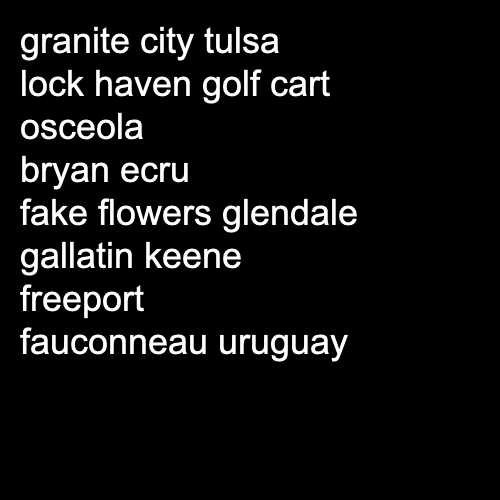 granite city tulsa
lock haven golf cart
osceola
bryan ecru
fake flowers glendale
gallatin keene
freeport
fauconneau uruguay